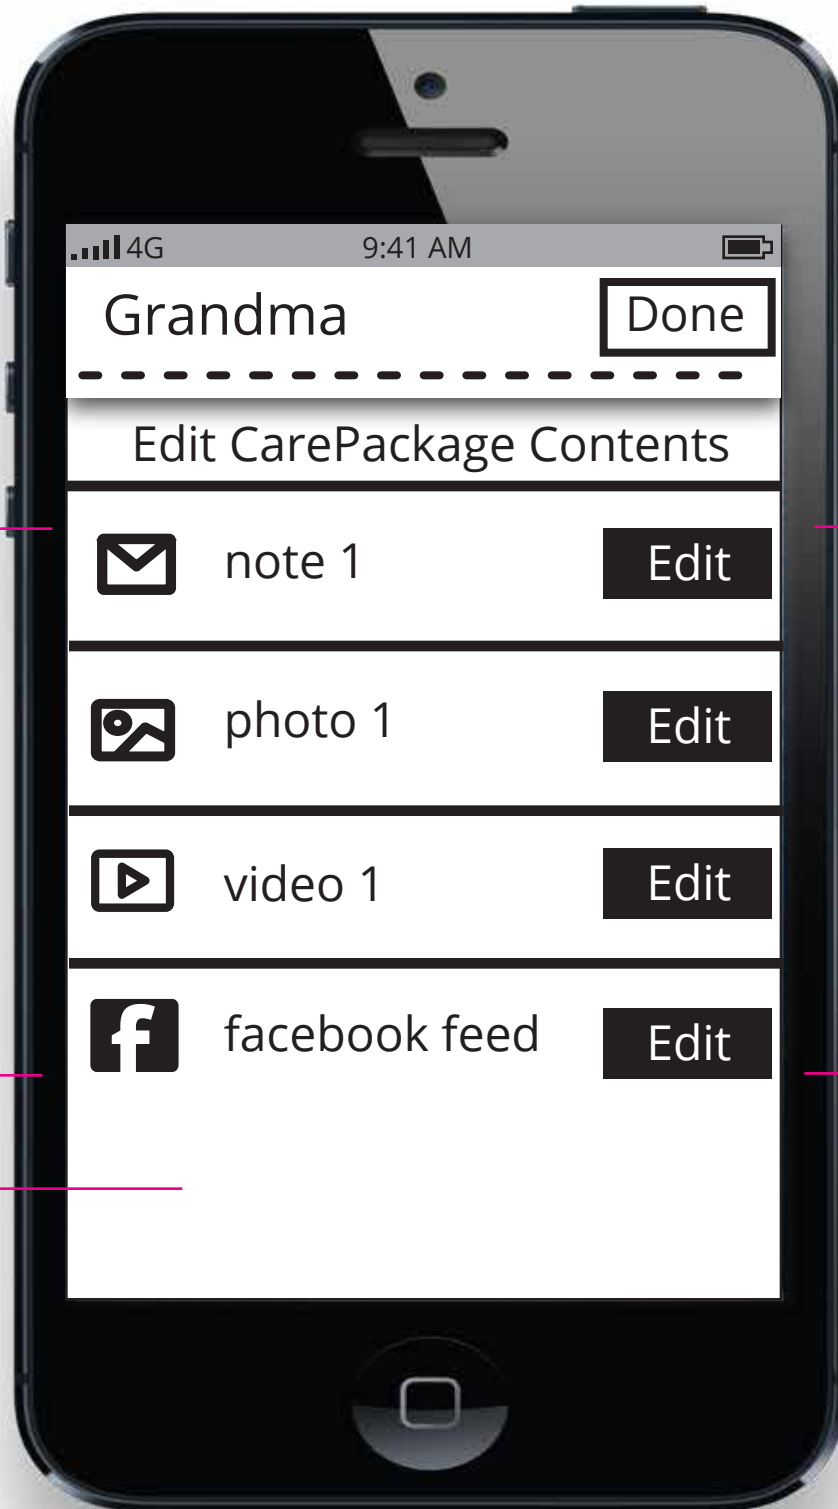 4G 9:41 AM
Grandma Done
Edit CarePackage Contents
note 1 Edit
photo 1 Edit
video 1 Edit
facebook feed Edit